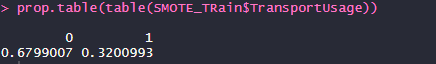 > prop.table(table(SMOTE_TRain$TransportUsage))
0 1
0.6799007 0.3200993